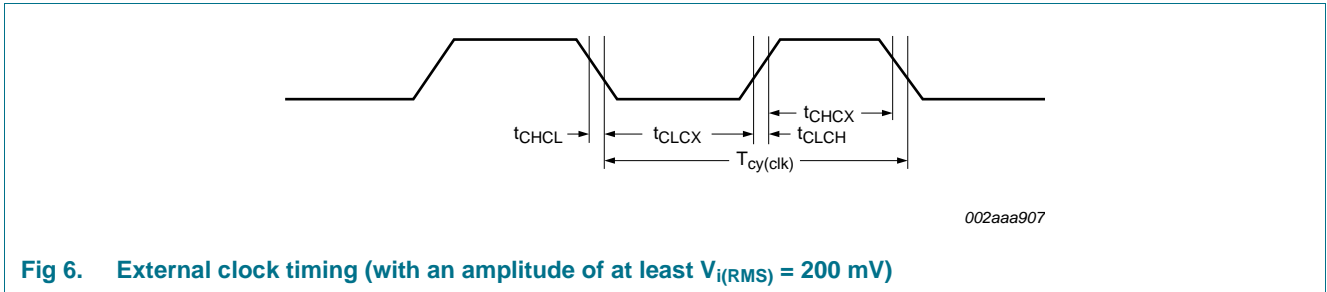 tCHCX
tCHCL tCLCX tCLCH
Tcy(clk)
002aaa907
Fig 6. External clock timing (with an amplitude of at least Vi(RMS) = 200 mV)